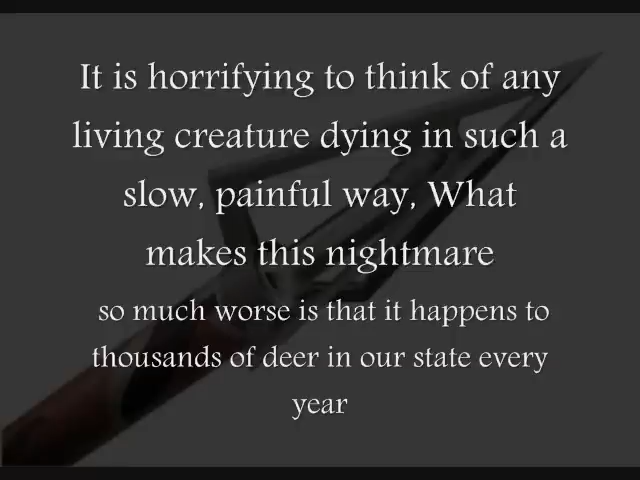 It is horrifying to think of any
living creature dying in such a
slow, painful way, What
makes this nightmare
so much worse is that it happens to
thousands of deer in our state every
year